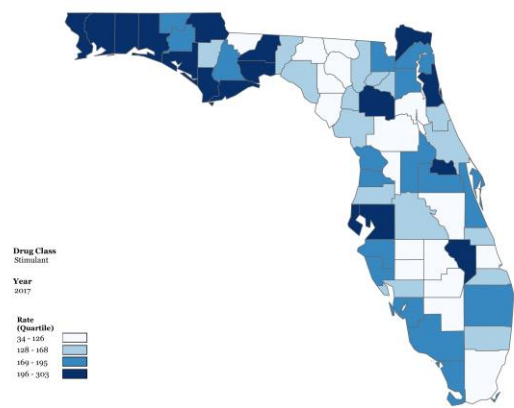 Drug Class
Stimulant
Year
2017
Rate
(Quartile)
34 - 126
128 - 168
169 - 195
196 - 303